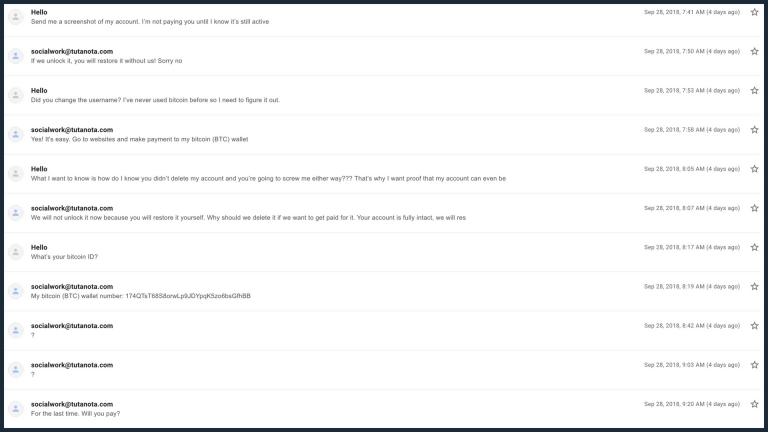 Hello
Sep 28, 2018, 7:41 AM (4 days ago)
Send me a screenshot of my account. I'm not paying you until I know it's still active
socialwork@tutanota.com
Sep 28, 2018, 7:50 AM (4 days ago)
If we unlock it, you will restore it without us! Sorry no
Hello
Sep 28, 2018, 7:53 AM (4 days ago)
Did you change the username? I've never used bitcoin before so I need to figure it out.
socialwork@tutanota.com
Sep 28, 2018, 7:58 AM (4 days ago)
Yes! It's easy. Go to websites and make payment to my bitcoin (BTC) wallet
Hello
Sep 28, 2018, 8:05 AM (4 days ago)
What I want to know is how do I know you didn't delete my account and you're going to screw me either way??? That's why I want proof that my account can even be
socialwork@tutanota.com
Sep 28, 2018, 8:07 AM (4 days ago)
We will not unlock it now because you will restore it yourself. Why should we delete it if we want to get paid for it. Your account is fully intact, we will res
Hello
Sep 28, 2018, 8:17 AM (4 days ago)
What's your bitcoin ID?
socialwork@tutanota.com
Sep 28, 2018, 8:19 AM (4 days ago)
My bitcoin (BTC) wallet number: 174QTsT68S8orwLp9JDYpqK5zo6bsGfhBB
socialwork@tutanota.com
Sep 28, 2018, 8:42 AM (4 days ago)
?
socialwork@tutanota.com
Sep 28, 2018, 9:03 AM (4 days ago)
?
socialwork@tutanota.com
Sep 28, 2018, 9:20 AM (4 days ago)
For the last time. Will you pay?